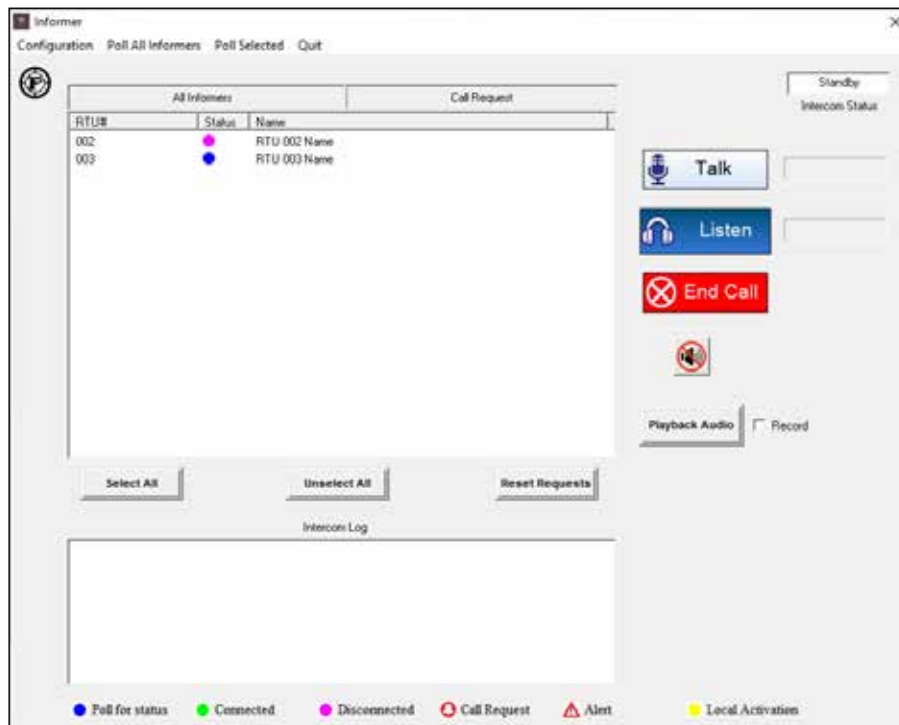 Informer
Configuration Poll All Informers Poll Selected Quit
Standby
Intercom Status
All Informers Call Request
RTU# Status Name
002 RTU 002 Name
003 RTU 003 Name
Talk
Listen
End Call
Playback Audio Record
Select All Unselect All Reset Requests
Intercom Log
Poll for status Connected Disconnected Call Request Alert Local Activation